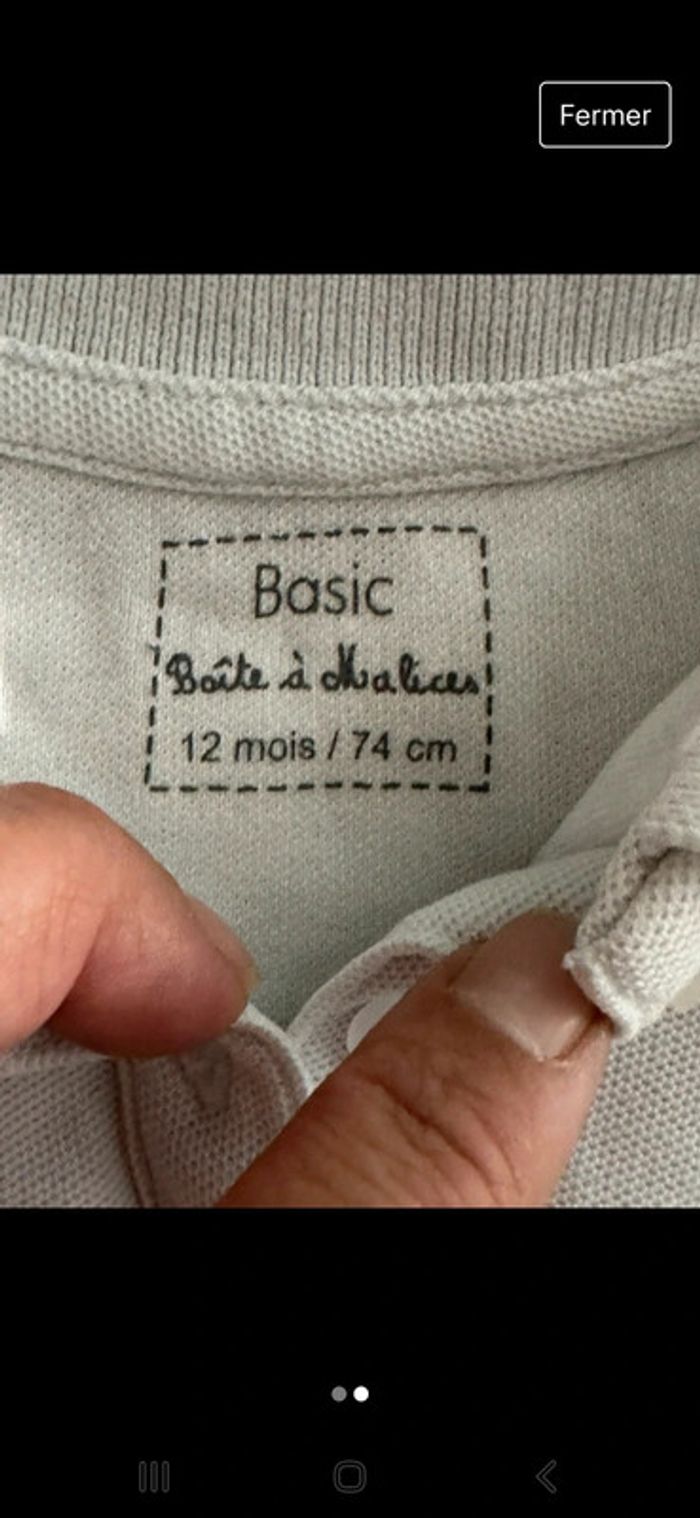 Fermer
Basic
Boîte à Malices
12 mois / 74 cm